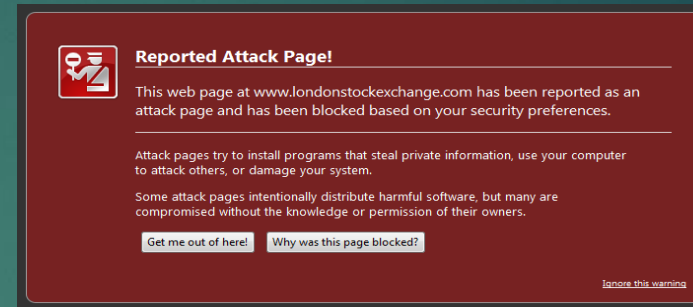 Reported Attack Page!
This web page at www.londonstockexchange.com has been reported as an
attack page and has been blocked based on your security preferences.
Attack pages try to install programs that steal private information, use your computer
to attack others, or damage your system.
Some attack pages intentionally distribute harmful software, but many are
compromised without the knowledge or permission of their owners.
Get me out of here!
Why was this page blocked?
Ignore this warning